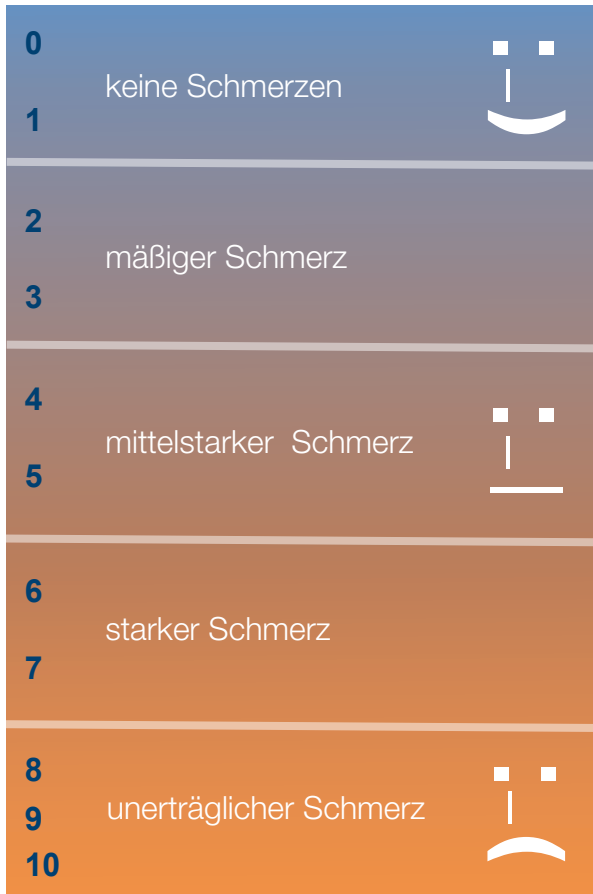 0
keine Schmerzen
1
2
mäßiger Schmerz
3
4
mittelstarker  Schmerz
5
6
starker Schmerz
7
8
unerträglicher Schmerz
9
10